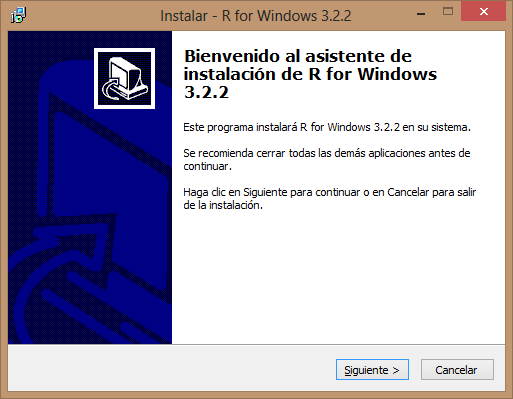 Instalar - R for Windows 3.2.2
Bienvenido al asistente de
instalación de R for Windows
3.2.2
Este programa instalará R for Windows 3.2.2 en su sistema.
Se recomienda cerrar todas las demás aplicaciones antes de
continuar.
Haga clic en Siguiente para continuar o en Cancelar para salir
de la instalación.
Siguiente >
Cancelar